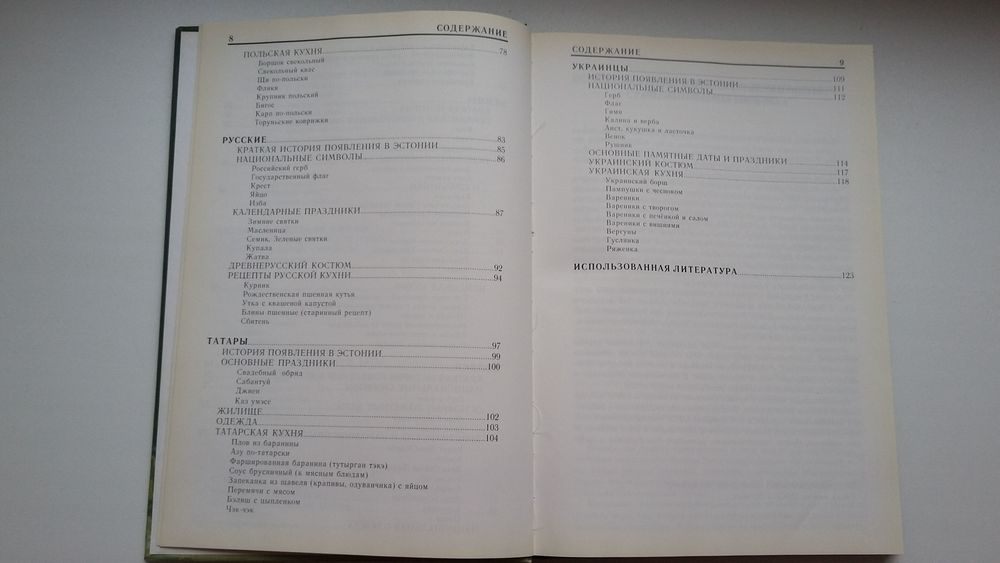 8 СОДЕРЖАНИЕ
ПОЛЬСКАЯ КУХНЯ 78
Борщок свекольный
Свекольный квас
Щи по-польски
Фляки
Крупник польский
Бигос
Карп по-польски
Торуньские коврижки
РУССКИЕ 83
КРАТКАЯ ИСТОРИЯ ПОЯВЛЕНИЯ В ЭСТОНИИ 85
НАЦИОНАЛЬНЫЕ СИМВОЛЫ 86
Российский герб
Государственный флаг
Крест
Яйцо
Изба
КАЛЕНДАРНЫЕ ПРАЗДНИКИ 87
Зимние святки
Масленица
Семик, Зеленые святки
Купала
Жатва
ДРЕВНЕРУССКИЙ КОСТЮМ 92
РЕЦЕПТЫ РУССКОЙ КУХНИ 94
Курник
Рождественская пшенная кутья
Утка с квашеной капустой
Блины пшенные (старинный рецепт)
Сбитень
ТАТАРЫ 97
ИСТОРИЯ ПОЯВЛЕНИЯ В ЭСТОНИИ 99
ОСНОВНЫЕ ПРАЗДНИКИ 100
Свадебный обряд
Сабантуй
Джиен
Каз умэсе
ЖИЛИЩЕ 102
ОДЕЖДА 103
ТАТАРСКАЯ КУХНЯ 104
Плов из баранины
Азу по-татарски
Фаршированная баранина (тутырган тэкэ)
Соус брусничный (к мясным блюдам)
Запеканка из щавеля (крапивы, одуванчика) с яйцом
Перемячи с мясом
Бэлиш с цыпленком
Чэк-чэк
СОДЕРЖАНИЕ 9
УКРАИНЦЫ 109
ИСТОРИЯ ПОЯВЛЕНИЯ В ЭСТОНИИ 111
НАЦИОНАЛЬНЫЕ СИМВОЛЫ 112
Герб
Флаг
Гимн
Калина и верба
Аист, кукушка и ласточка
Венок
Рушник
ОСНОВНЫЕ ПАМЯТНЫЕ ДАТЫ И ПРАЗДНИКИ 114
УКРАИНСКИЙ КОСТЮМ 117
УКРАИНСКАЯ КУХНЯ 118
Украинский борщ
Пампушки с чесноком
Вареники
Вареники с творогом
Вареники с печёнкой и салом
Вареники с вишнями
Вергуны
Гуслянка
Ряженка
ИСПОЛЬЗОВАННАЯ ЛИТЕРАТУРА 123